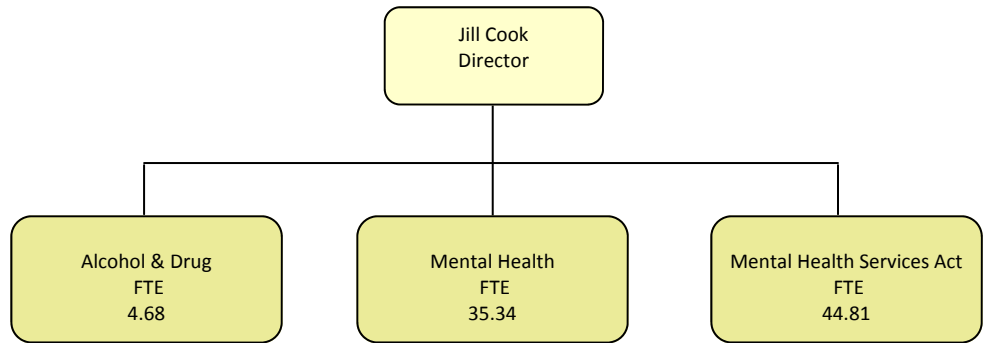 Jill Cook
Director
Alcohol & Drug
FTE
4.68
Mental Health
FTE
35.34
Mental Health Services Act
FTE
44.81